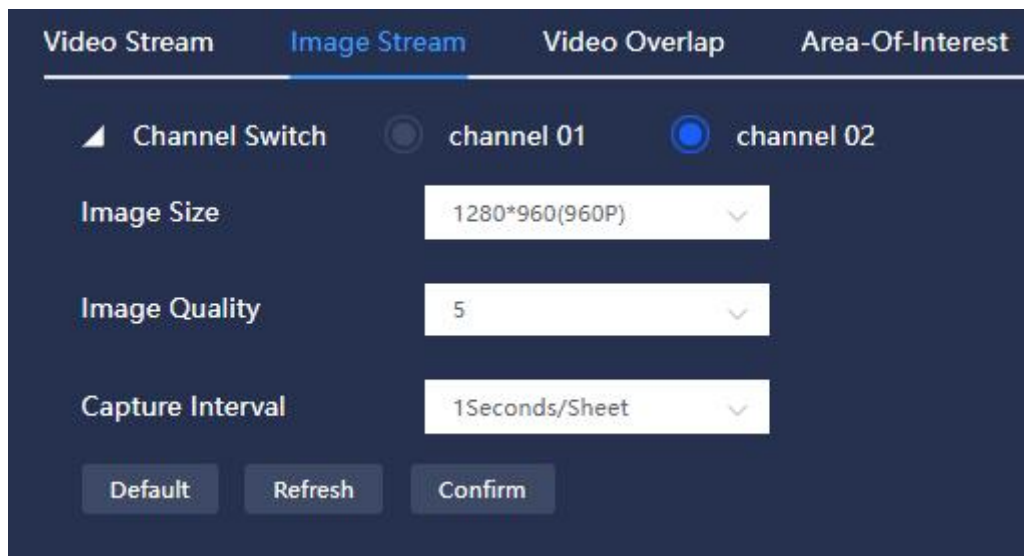 Video Stream Image Stream Video Overlap Area-Of-Interest
Channel Switch channel 01 channel 02
Image Size 1280*960(960P)
Image Quality 5
Capture Interval 1Seconds/Sheet
Default Refresh Confirm